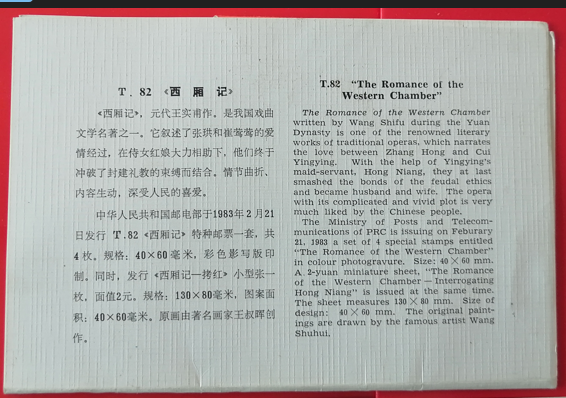 T. 82 《西厢记》
《西厢记》,元代王实甫作。是我国戏曲
文学名著之一。它叙述了张珙和崔莺莺的爱
情经过,在侍女红娘大力相助下,他们终于
冲破了封建礼教的束缚而结合。情节曲折、
内容生动,深受人民的喜爱。
中华人民共和国邮电部于1983年2月21
日发行 T.82《西厢记》特种邮票一套,共
4枚。规格:40×60毫米,彩色影写版印
制。同时,发行《西厢记—拷红》小型张一
枚,面值2元。规格:130×80毫米,图案面
积:40×60毫米。原画由著名画家王叔晖创
作。
T.82 “The Romance of the
Western Chamber”
The Romance of the Western Chamber
written by Wang Shifu during the Yuan
Dynasty is one of the renowned literary
works of traditional operas, which narrates
the love between Zhang Hong and Cui
Yingying. With the help of Yingying's
maid-servant, Hong Niang, they at last
smashed the bonds of the feudal ethics
and became husband and wife. The opera
with its complicated and vivid plot is very
much liked by the Chinese people.
The Ministry of Posts and Telecom-
munications of PRC is issuing on Feburary
21, 1983 a set of 4 special stamps entitled
“The Romance of the Western Chamber”
in colour photogravure. Size: 40×60 mm.
A 2-yuan miniature sheet, “The Romance
of the Western Chamber — Interrogating
Hong Niang” is issued at the same time.
The sheet measures 130×80 mm. Size of
design: 40×60 mm. The original paint-
ings are drawn by the famous artist Wang
Shuhui.